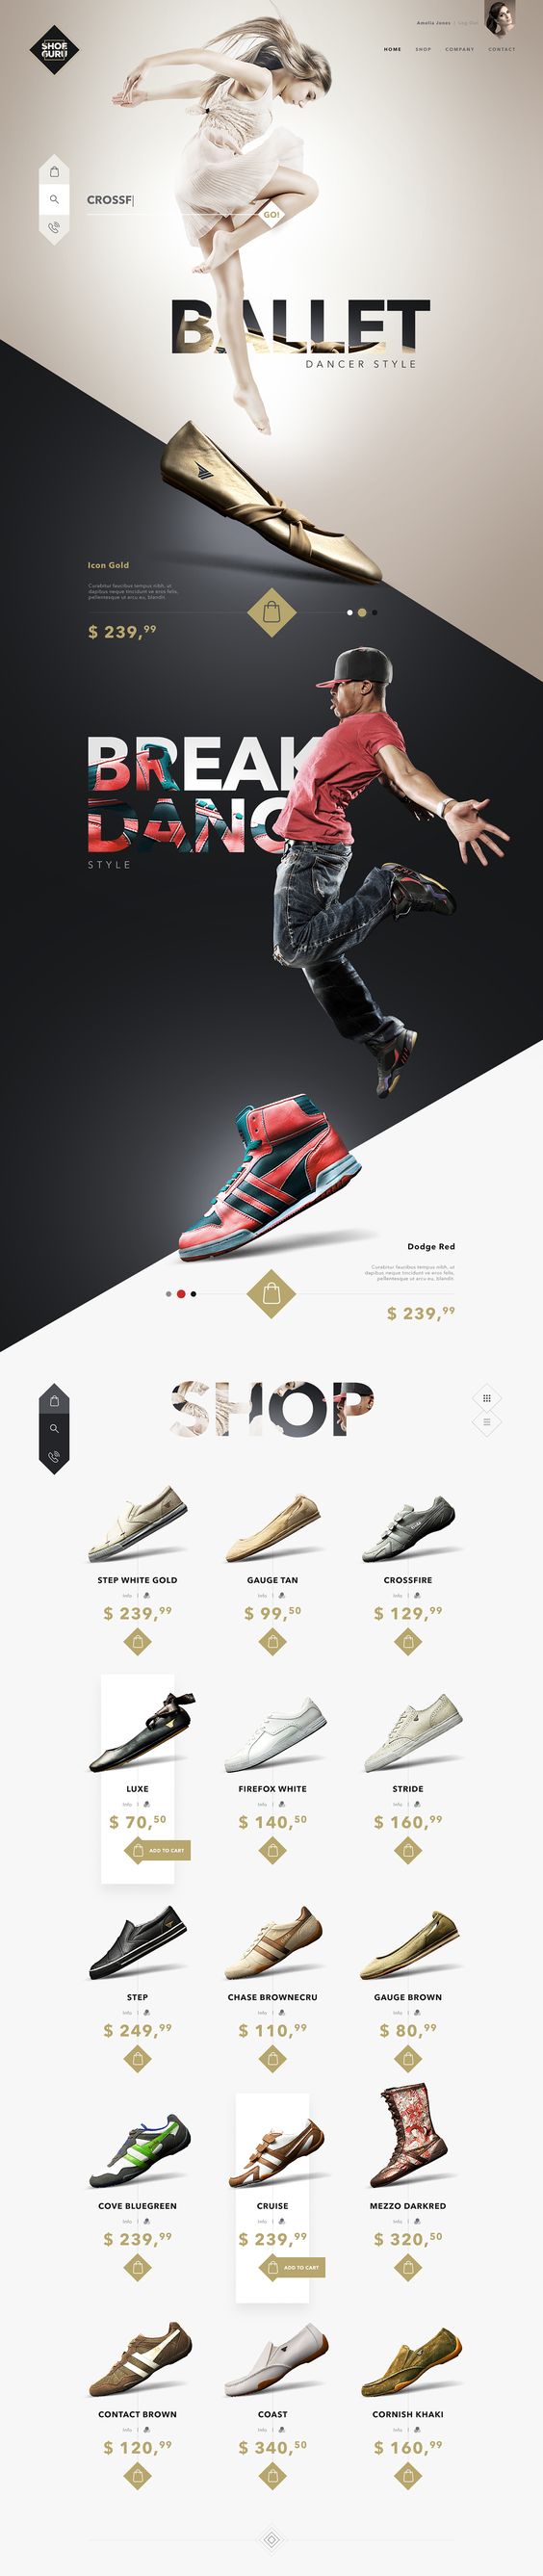 SHOE
GURU
Amelia Jones | log out
HOME SHOP COMPANY CONTACT
CROSSF
GO!
BALLET
DANCER STYLE
Icon Gold
Curabitur faucibus tempus nibh, ut
dapibus neque tincidunt ve eros felis,
pellentesque ut arcu eu, blandit
$ 239,99
BREAK
DANC
STYLE
Dodge Red
Curabitur faucibus tempus nibh, ut
dapibus neque tincidunt ve eros felis,
pellentesque ut arcu eu, blandit
$ 239,99
SHOP
STEP WHITE GOLD GAUGE TAN CROSSFIRE
Info | Info | Info |
$ 239,99 $ 99,50 $ 129,99
LUXE FIREFOX WHITE STRIDE
Info | Info | Info |
$ 70,50 $ 140,50 $ 160,99
ADD TO CART
STEP CHASE BROWNECRU GAUGE BROWN
Info | Info | Info |
$ 249,99 $ 110,99 $ 80,99
COVE BLUEGREEN CRUISE MEZZO DARKRED
Info | Info | Info |
$ 239,99 $ 239,99 $ 320,50
ADD TO CART
CONTACT BROWN COAST CORNISH KHAKI
Info | Info | Info |
$ 120,99 $ 340,50 $ 160,99